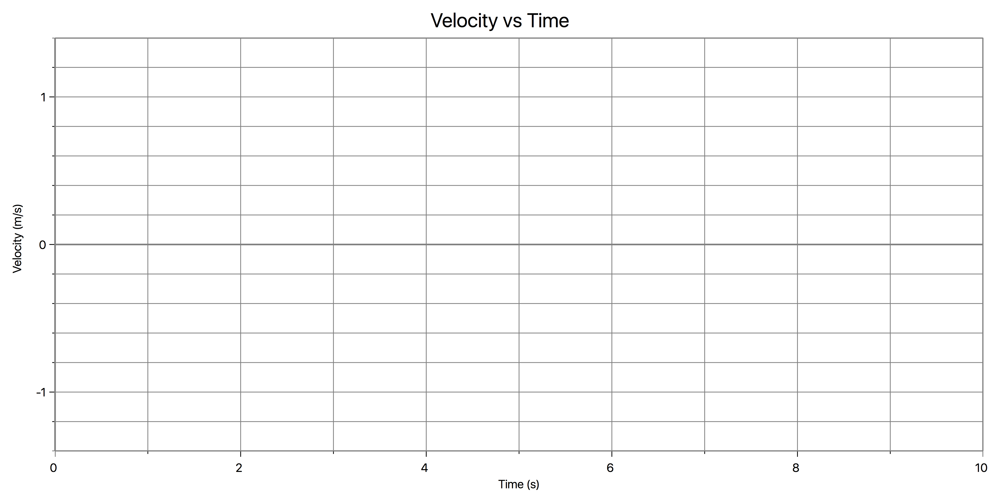 Velocity vs Time
Velocity (m/s)
1
0
-1
0 2 4 6 8 10
Time (s)